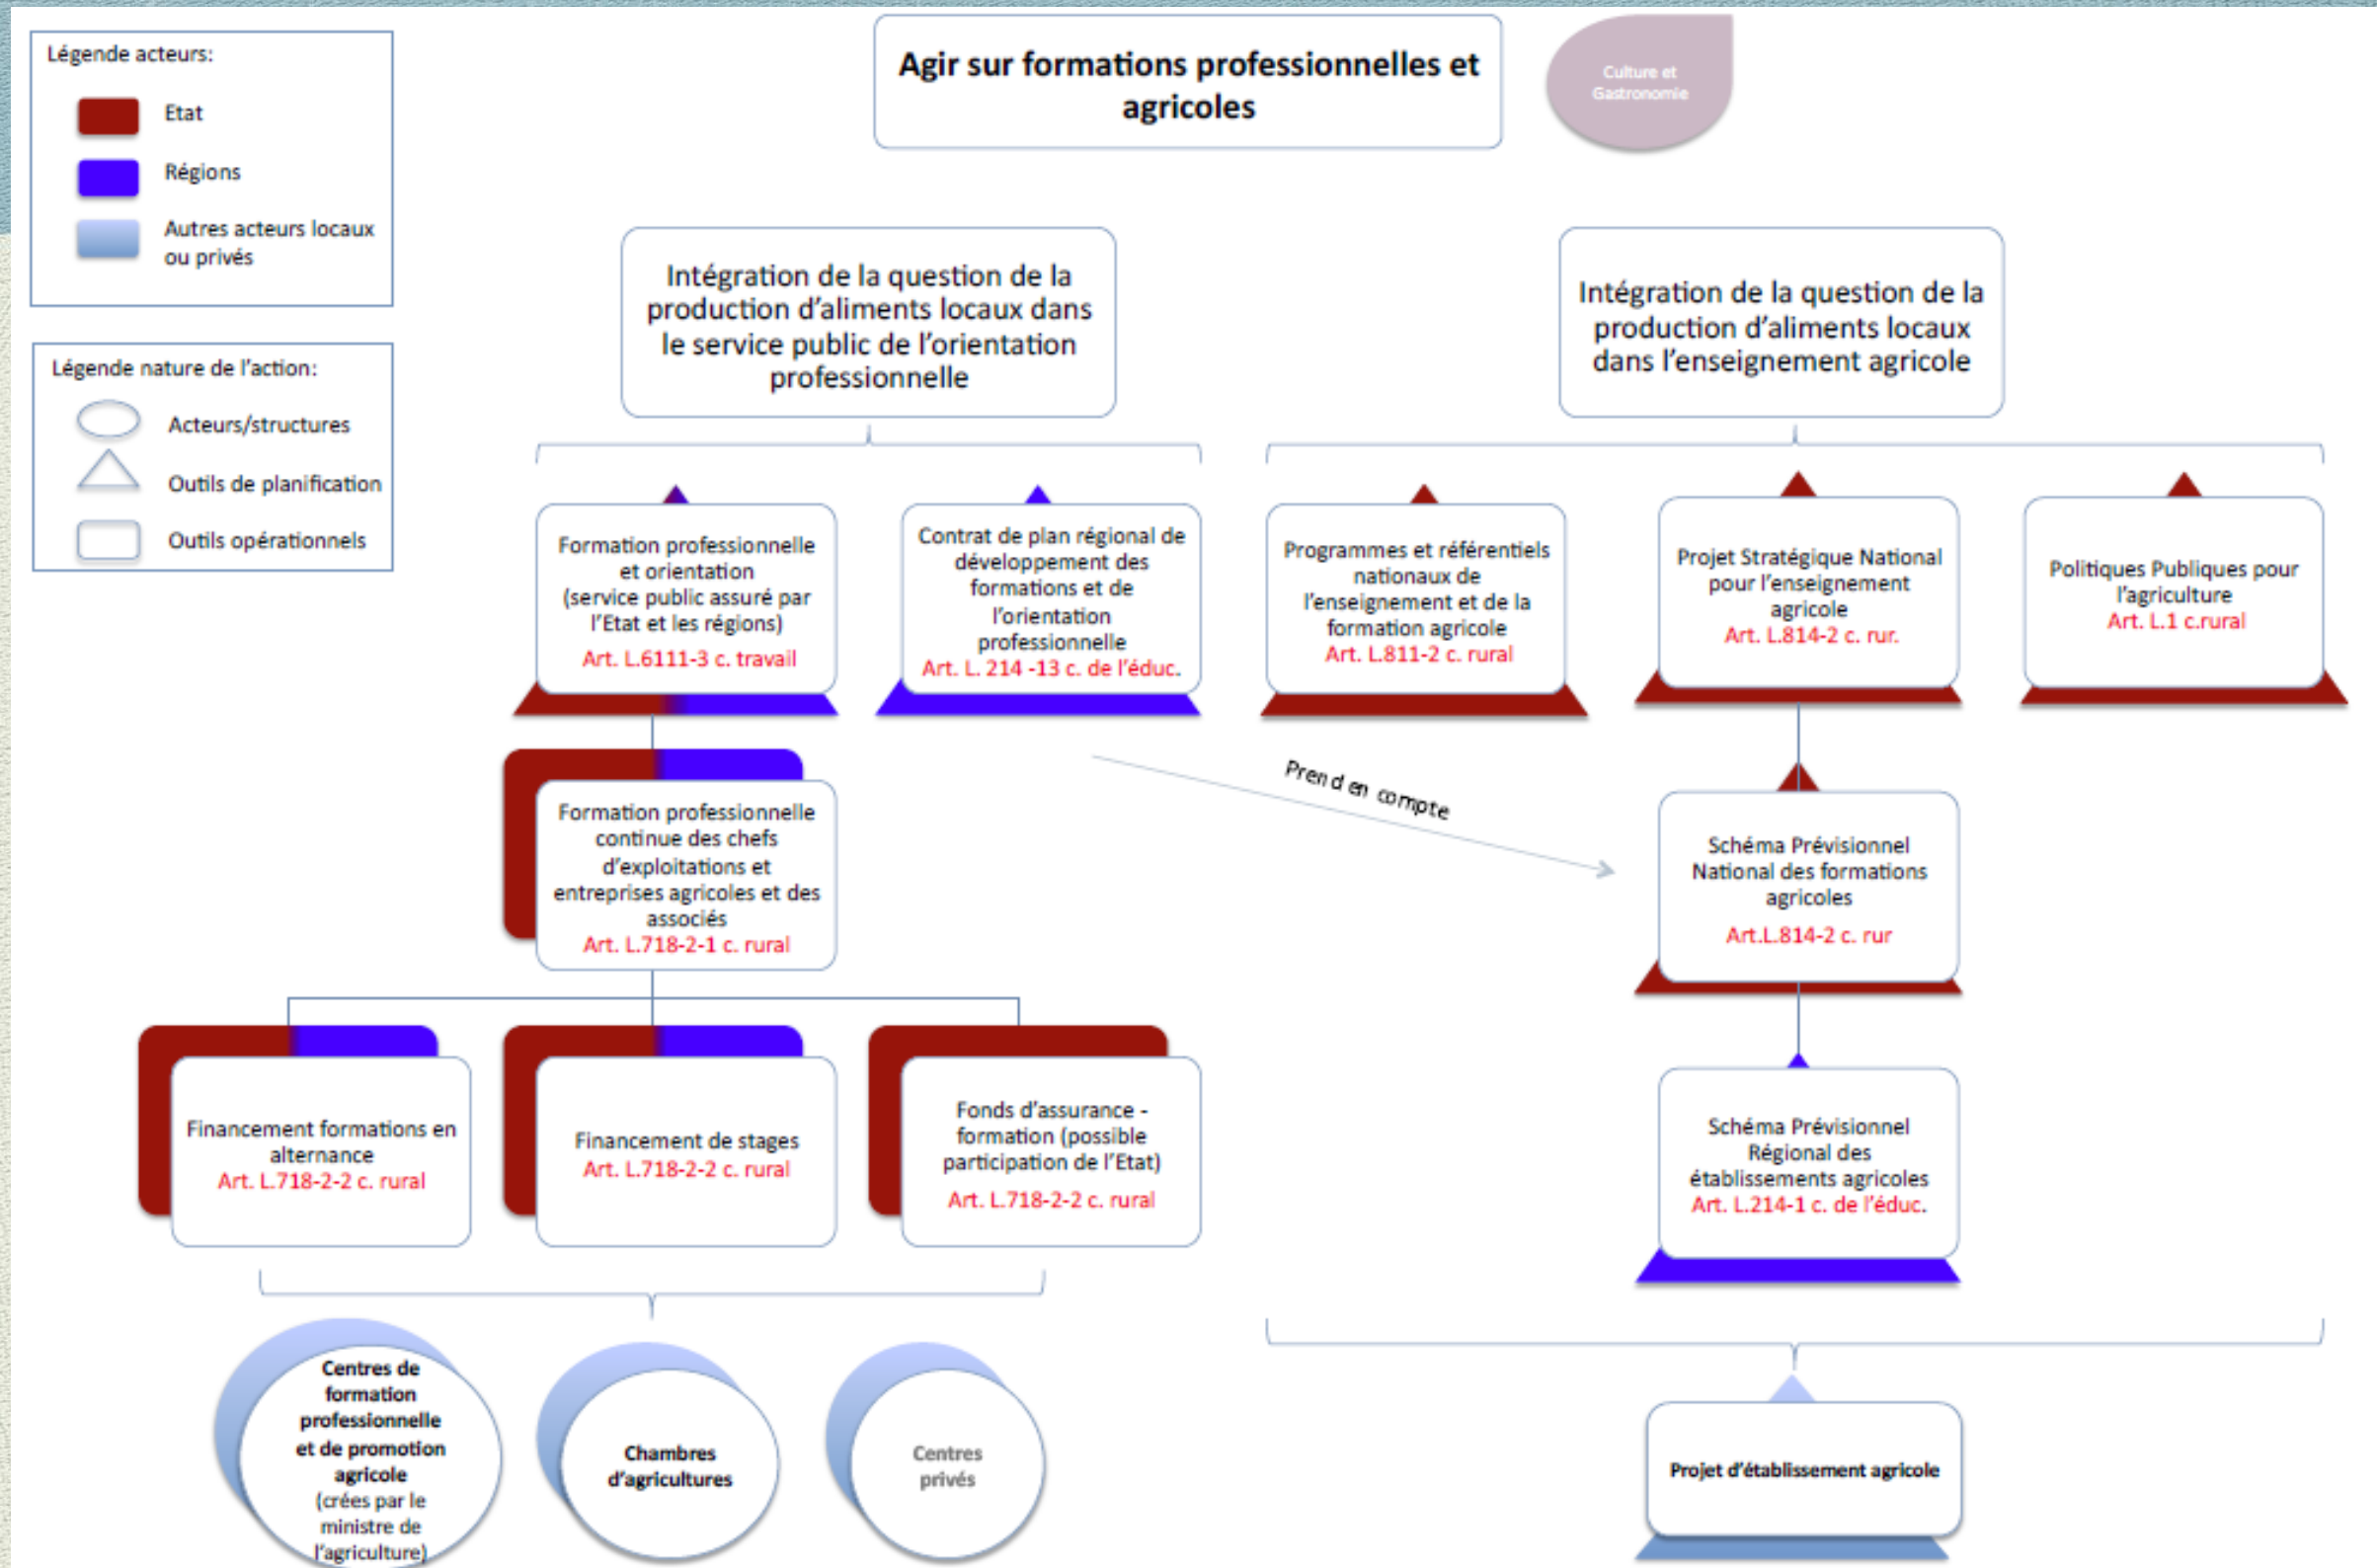 Légende acteurs:
Etat
Régions
Autres acteurs locaux
ou privés
Légende nature de l'action:
Acteurs/structures
Outils de planification
Outils opérationnels
Agir sur formations professionnelles et
agricoles
Culture et
Gastronomie
Intégration de la question de la
production d'aliments locaux dans
le service public de l'orientation
professionnelle
Intégration de la question de la
production d'aliments locaux
dans l'enseignement agricole
Formation professionnelle
et orientation
(service public assuré par
l'Etat et les régions)
Art. L.6111-3 c. travail
Contrat de plan régional de
développement des
formations et de
l'orientation
professionnelle
Art. L. 214 -13 c. de l'éduc.
Programmes et référentiels
nationaux de
l'enseignement et de la
formation agricole
Art. L.811-2 c. rural
Projet Stratégique National
pour l'enseignement
agricole
Art. L.814-2 c. rur.
Politiques Publiques pour
l'agriculture
Art. L.1 c.rural
Formation professionnelle
continue des chefs
d'exploitations et
entreprises agricoles et des
associés
Art. L.718-2-1 c. rural
Prend en compte
Schéma Prévisionnel
National des formations
agricoles
Art.L.814-2 c. rur
Financement formations en
alternance
Art. L.718-2-2 c. rural
Financement de stages
Art. L.718-2-2 c. rural
Fonds d'assurance -
formation (possible
participation de l'Etat)
Art. L.718-2-2 c. rural
Schéma Prévisionnel
Régional des
établissements agricoles
Art. L.214-1 c. de l'éduc.
Centres de
formation
professionnelle
et de promotion
agricole
(crées par le
ministre de
l'agriculture)
Chambres
d'agricultures
Centres
privés
Projet d'établissement agricole